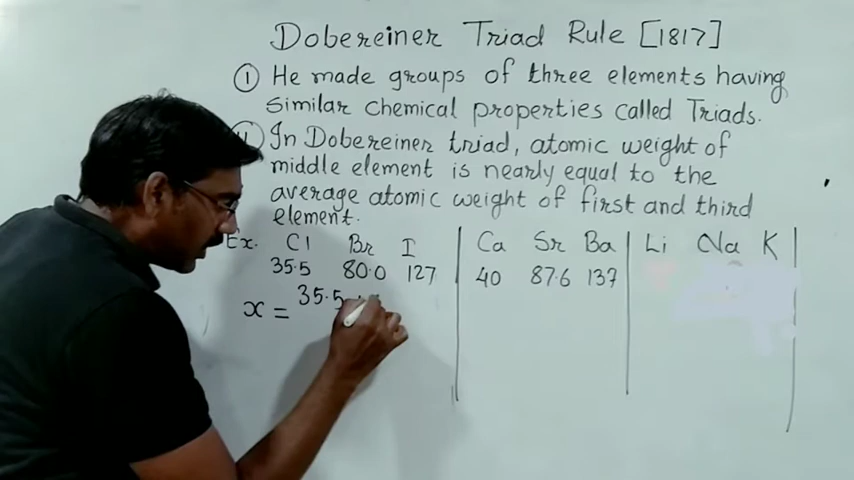 Dobereiner Triad Rule [1817]
① He made groups of three elements having
similar chemical properties called Triads.
In Dobereiner triad, atomic weight of
middle element is nearly equal to the
average atomic weight of first and third
element.
Ex. Cl Br I Ca Sr Ba Li Na K
35.5 80.0 127 40 87.6 137
x = 35.5